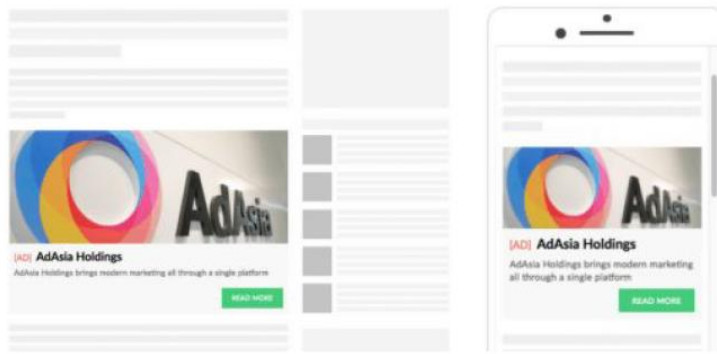 AdAsia
[AD] AdAsia Holdings
AdAsia Holdings brings modern marketing all through a single platform
READ MORE
AdAsia
[AD] AdAsia Holdings
AdAsia Holdings brings modern marketing
all through a single platform
READ MORE